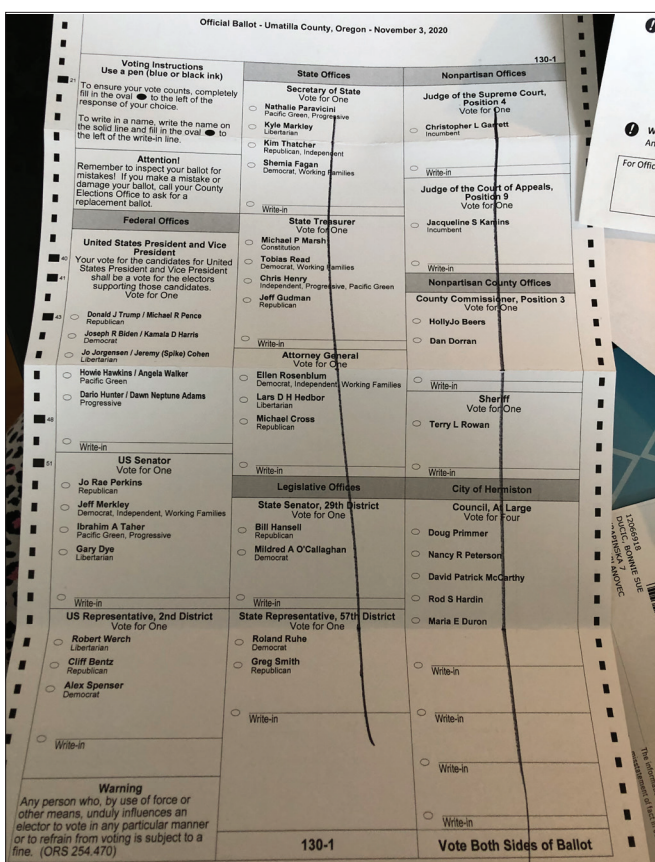 Official Ballot - Umatilla County, Oregon - November 3, 2020
130-1
Voting Instructions
Use a pen (blue or black ink)
To ensure your vote counts, completely
fill in the oval to the left of the
response of your choice.
To write in a name, write the name on
the solid line and fill in the oval to
the left of the write-in line.
Attention!
Remember to inspect your ballot for
mistakes! If you make a mistake or
damage your ballot, call your County
Elections Office to ask for a
replacement ballot.
Federal Offices
United States President and Vice
President
Your vote for the candidates for United
States President and Vice President
shall be a vote for the electors
supporting those candidates.
Vote for One
Donald J Trump / Michael R Pence
Republican
Joseph R Biden / Kamala D Harris
Democrat
Jo Jorgensen / Jeremy (Spike) Cohen
Libertarian
Howie Hawkins / Angela Walker
Pacific Green
Dario Hunter / Dawn Neptune Adams
Progressive
Write-in
US Senator
Vote for One
Jo Rae Perkins
Republican
Jeff Merkley
Democrat, Independent, Working Families
Ibrahim A Taher
Pacific Green, Progressive
Gary Dye
Libertarian
Write-in
US Representative, 2nd District
Vote for One
Robert Werch
Libertarian
Cliff Bentz
Republican
Alex Spenser
Democrat
Write-in
Warning
Any person who, by use of force or
other means, unduly influences an
elector to vote in any particular manner
or to refrain from voting is subject to a
fine. (ORS 254.470)
21
40
41
43
48
51
State Offices
Secretary of State
Vote for One
Nathalie Paravicini
Pacific Green, Progressive
Kyle Markley
Libertarian
Kim Thatcher
Republican, Independent
Shemia Fagan
Democrat, Working Families
Write-in
State Treasurer
Vote for One
Michael P Marsh
Constitution
Tobias Read
Democrat, Working Families
Chris Henry
Independent, Progressive, Pacific Green
Jeff Gudman
Republican
Write-in
Attorney General
Vote for One
Ellen Rosenblum
Democrat, Independent, Working Families
Lars D H Hedbor
Libertarian
Michael Cross
Republican
Write-in
Legislative Offices
State Senator, 29th District
Vote for One
Bill Hansell
Republican
Mildred A O'Callaghan
Democrat
Write-in
State Representative, 57th District
Vote for One
Roland Ruhe
Democrat
Greg Smith
Republican
Write-in
130-1
Nonpartisan Offices
Judge of the Supreme Court,
Position 4
Vote for One
Christopher L Garrett
Incumbent
Write-in
Judge of the Court of Appeals,
Position 9
Vote for One
Jacqueline S Kamins
Incumbent
Write-in
Nonpartisan County Offices
County Commissioner, Position 3
Vote for One
HollyJo Beers
Dan Dorran
Write-in
Sheriff
Vote for One
Terry L Rowan
Write-in
City of Hermiston
Council, At Large
Vote for Four
Doug Primmer
Nancy R Peterson
David Patrick McCarthy
Rod S Hardin
Maria E Duron
Write-in
Write-in
Write-in
Write-in
Vote Both Sides of Ballot
For Offic
12066918
DUCIC, BONNIE SUE
The informa